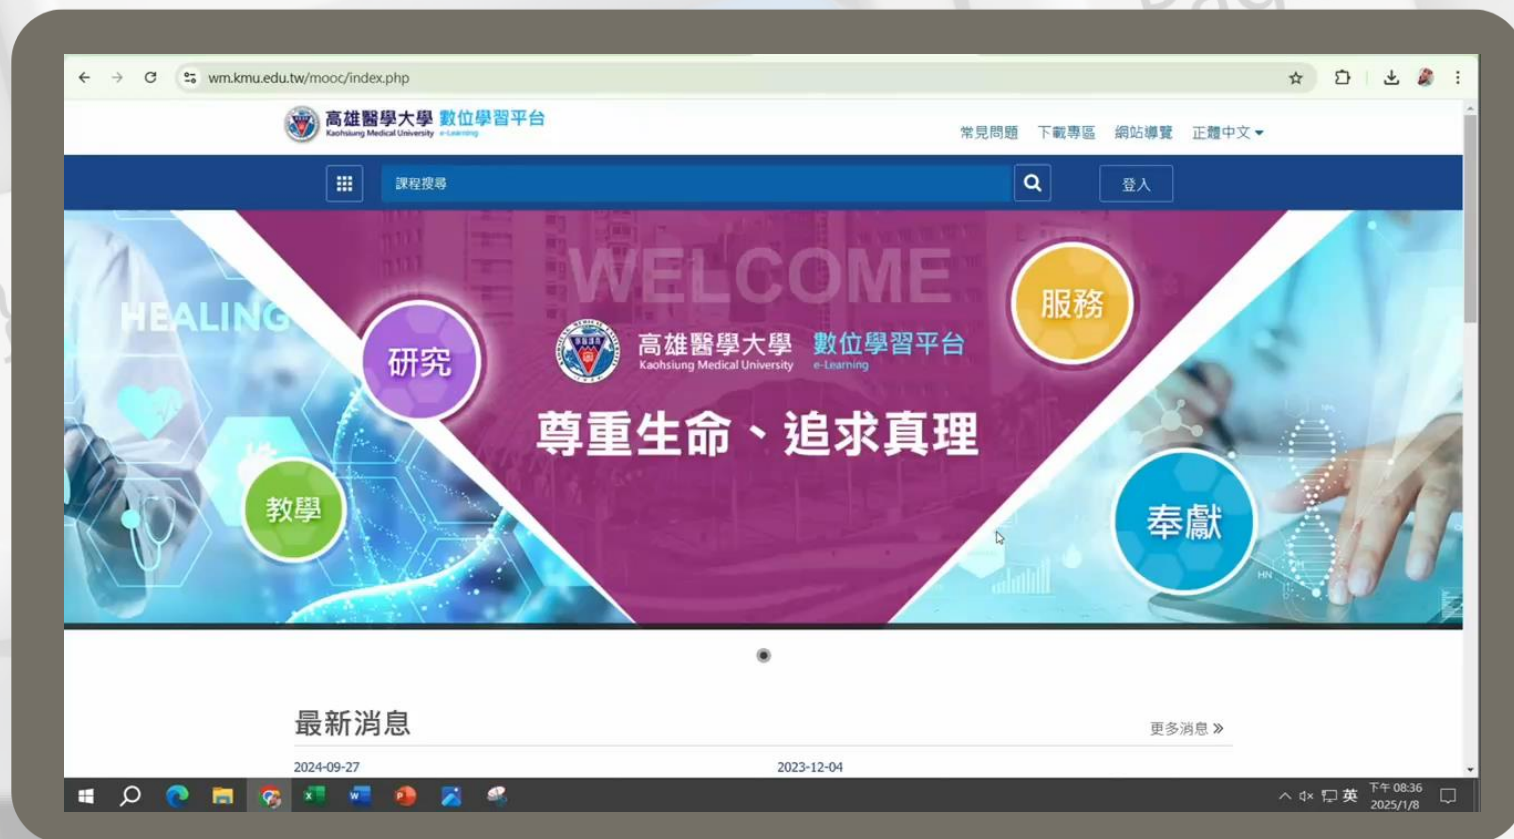 wm.kmu.edu.tw/mooc/index.php
高雄醫學大學 數位學習平台
Kaohsiung Medical University e-Learning
常見問題 下載專區 網站導覽 正體中文
課程搜尋
登入
WELCOME
HEALING
服務
研究
高雄醫學大學 數位學習平台
Kaohsiung Medical University e-Learning
尊重生命、追求真理
教學
奉獻
HN
最新消息
更多消息 »
2024-09-27 2023-12-04
英
下午 08:36
2025/1/8